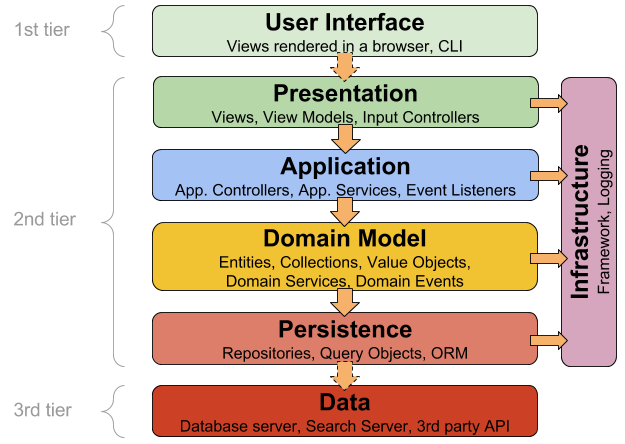 1st tier
User Interface
Views rendered in a browser, CLI
2nd tier
Presentation
Views, View Models, Input Controllers
Application
App. Controllers, App. Services, Event Listeners
Domain Model
Entities, Collections, Value Objects,
Domain Services, Domain Events
Persistence
Repositories, Query Objects, ORM
Infrastructure
Framework, Logging
3rd tier
Data
Database server, Search Server, 3rd party API